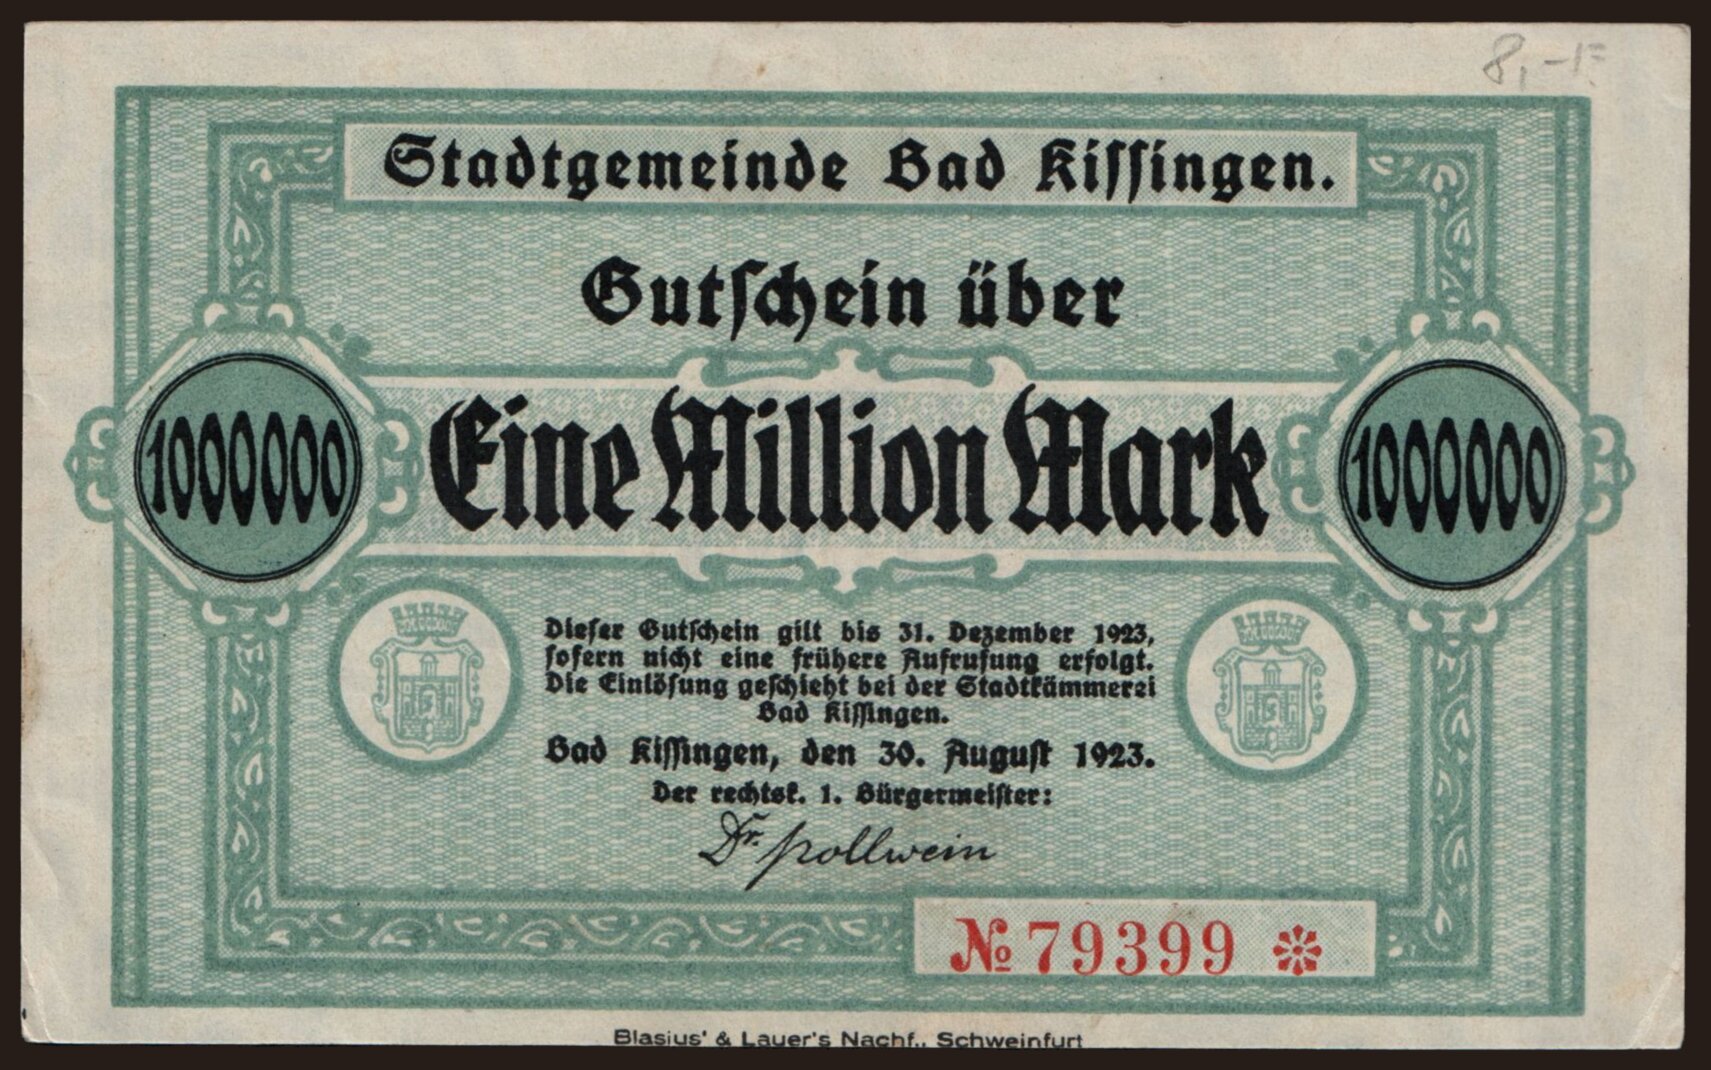 8,-
Stadtgemeinde Bad Kissingen.
Gutschein über
1000000
Eine Million Mark
1000000
Dieser Gutschein gilt bis 31. Dezember 1923,
sofern nicht eine frühere Aufrufung erfolgt.
Die Einlösung geschieht bei der Stadtkämmerei
Bad Kissingen.
Bad Kissingen, den 30. August 1923.
Der rechtsk. 1. Bürgermeister:
Dr. Pollwein
№ 79399 *
Blasius' & Lauer's Nachf., Schweinfurt